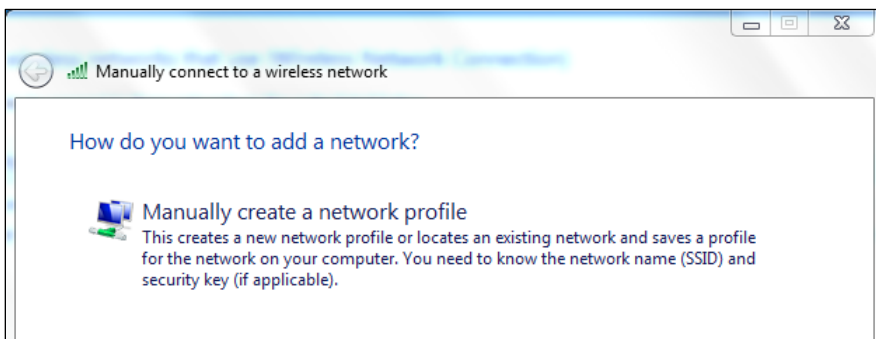 Manually connect to a wireless network
How do you want to add a network?
Manually create a network profile
This creates a new network profile or locates an existing network and saves a profile
for the network on your computer. You need to know the network name (SSID) and
security key (if applicable).